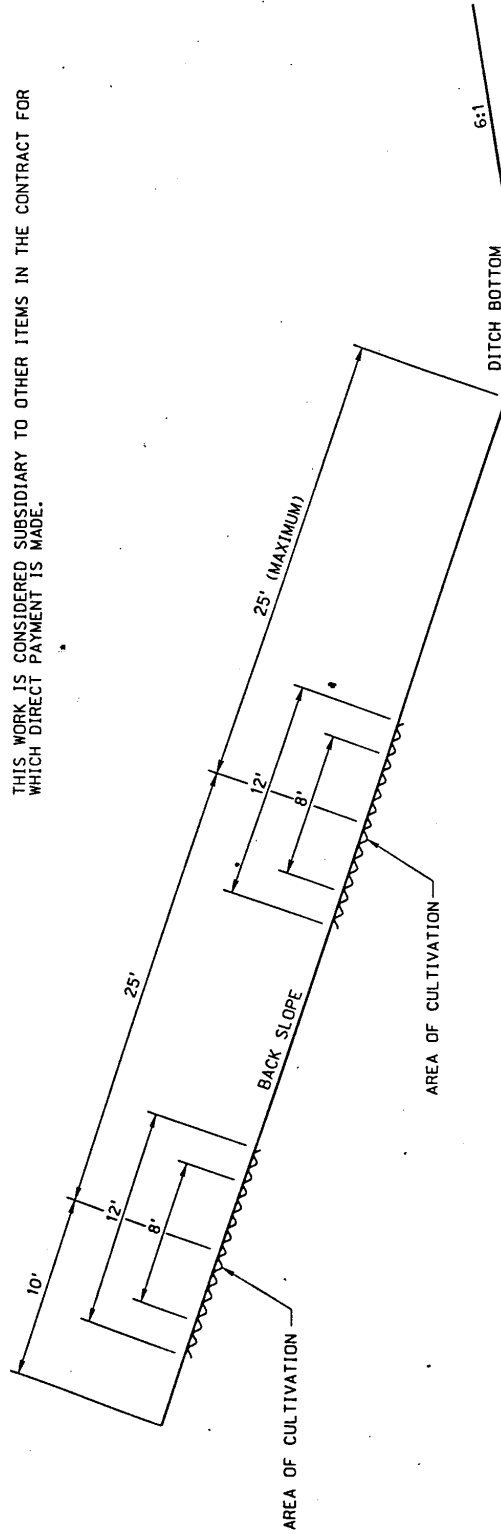 THIS WORK IS CONSIDERED SUBSIDIARY TO OTHER ITEMS IN THE CONTRACT FOR
WHICH DIRECT PAYMENT IS MADE.
10'
25'
25' (MAXIMUM)
12'
8'
12'
8'
BACK SLOPE
AREA OF CULTIVATION
AREA OF CULTIVATION
DITCH BOTTOM
6:1